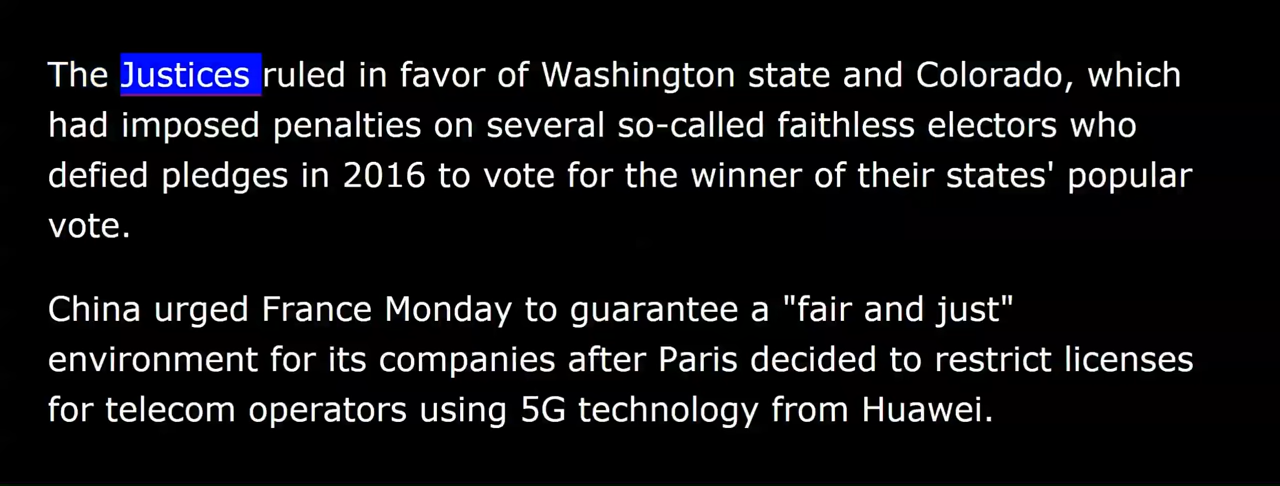 The Justices ruled in favor of Washington state and Colorado, which
had imposed penalties on several so-called faithless electors who
defied pledges in 2016 to vote for the winner of their states' popular
vote.
China urged France Monday to guarantee a "fair and just"
environment for its companies after Paris decided to restrict licenses
for telecom operators using 5G technology from Huawei.